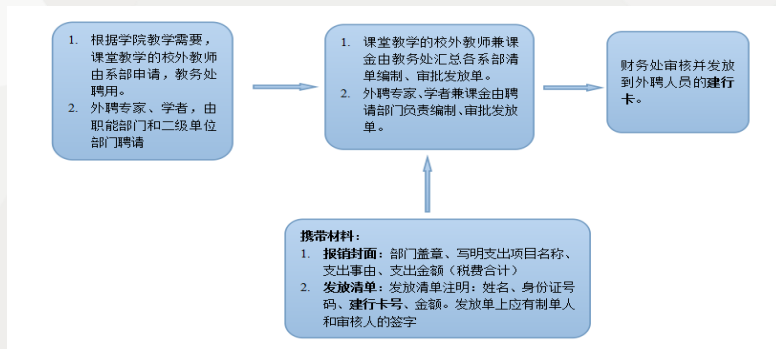 1. 根据学院教学需要，
课堂教学的校外教师
由系部申请，教务处
聘用。
2. 外聘专家、学者，由
职能部门和二级单位
部门聘请
1. 课堂教学的校外教师兼课
金由教务处汇总各系部清
单编制、审批发放单。
2. 外聘专家、学者兼课金由聘
请部门负责编制、审批发放
单。
财务处审核并发放
到外聘人员的建行
卡。
携带材料：
1. 报销封面：部门盖章、写明支出项目名称、
支出事由、支出金额（税费合计）
2. 发放清单：发放清单注明：姓名、身份证号
码、建行卡号、金额。发放单上应有制单人
和审核人的签字